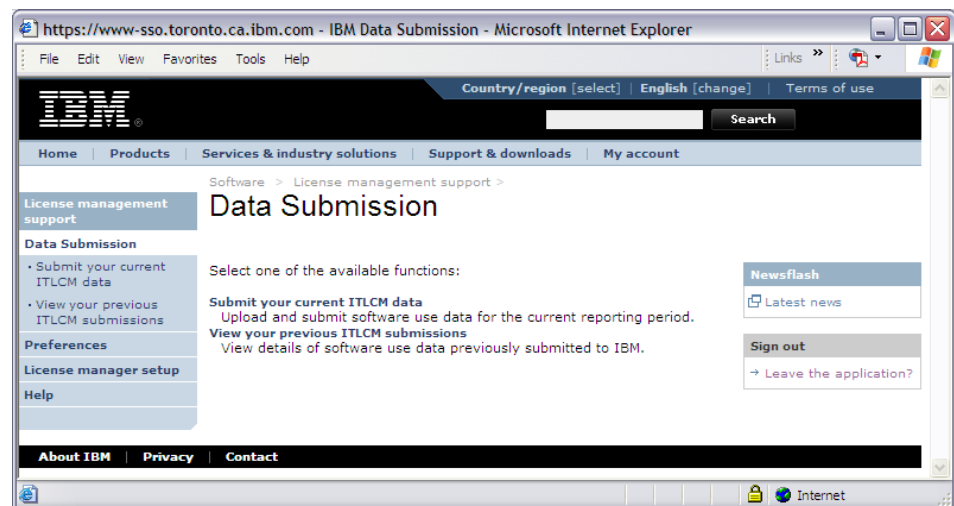 https://www-sso.toronto.ca.ibm.com - IBM Data Submission - Microsoft Internet Explorer
File Edit View Favorites Tools Help Links »
Country/region [select] | English [change] | Terms of use
IBM ®
Search
Home | Products | Services & industry solutions | Support & downloads | My account
Software > License management support >
Data Submission
License management
support
Data Submission
• Submit your current
ITLCM data
• View your previous
ITLCM submissions
Preferences
License manager setup
Help
Select one of the available functions:
Submit your current ITLCM data
Upload and submit software use data for the current reporting period.
View your previous ITLCM submissions
View details of software use data previously submitted to IBM.
Newsflash
Latest news
Sign out
→ Leave the application?
About IBM | Privacy | Contact
Internet